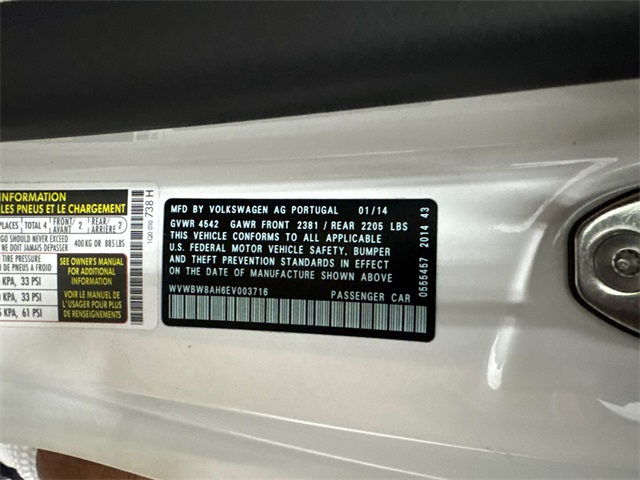 INFORMATION
LES PNEUS ET LE CHARGEMENT
PLACES TOTAL 4 FRONT/AVANT 2 REAR/ARRIÈRE 2
GO SHOULD NEVER EXCEED
NE DOIT JAMAIS DÉPASSER
400 KG OR 885 LBS
TIRE PRESSURE
DE PNEUS A FROID
KPA, 33 PSI
KPA, 33 PSI
KPA, 61 PSI
SEE OWNER'S MANUAL
FOR ADDITIONAL
INFORMATION
VOIR LE MANUEL DE
L'USAGER POUR PLUS
DE RENSEIGNEMENTS
738 H
MFD BY VOLKSWAGEN AG PORTUGAL 01/14
GVWR 4542 GAWR FRONT 2381 / REAR 2205 LBS
THIS VEHICLE CONFORMS TO ALL APPLICABLE
U.S. FEDERAL MOTOR VEHICLE SAFETY, BUMPER
AND THEFT PREVENTION STANDARDS IN EFFECT
ON THE DATE OF MANUFACTURE SHOWN ABOVE.
WVWBW8AH6EV003716 PASSENGER CAR
0555457 2014 43